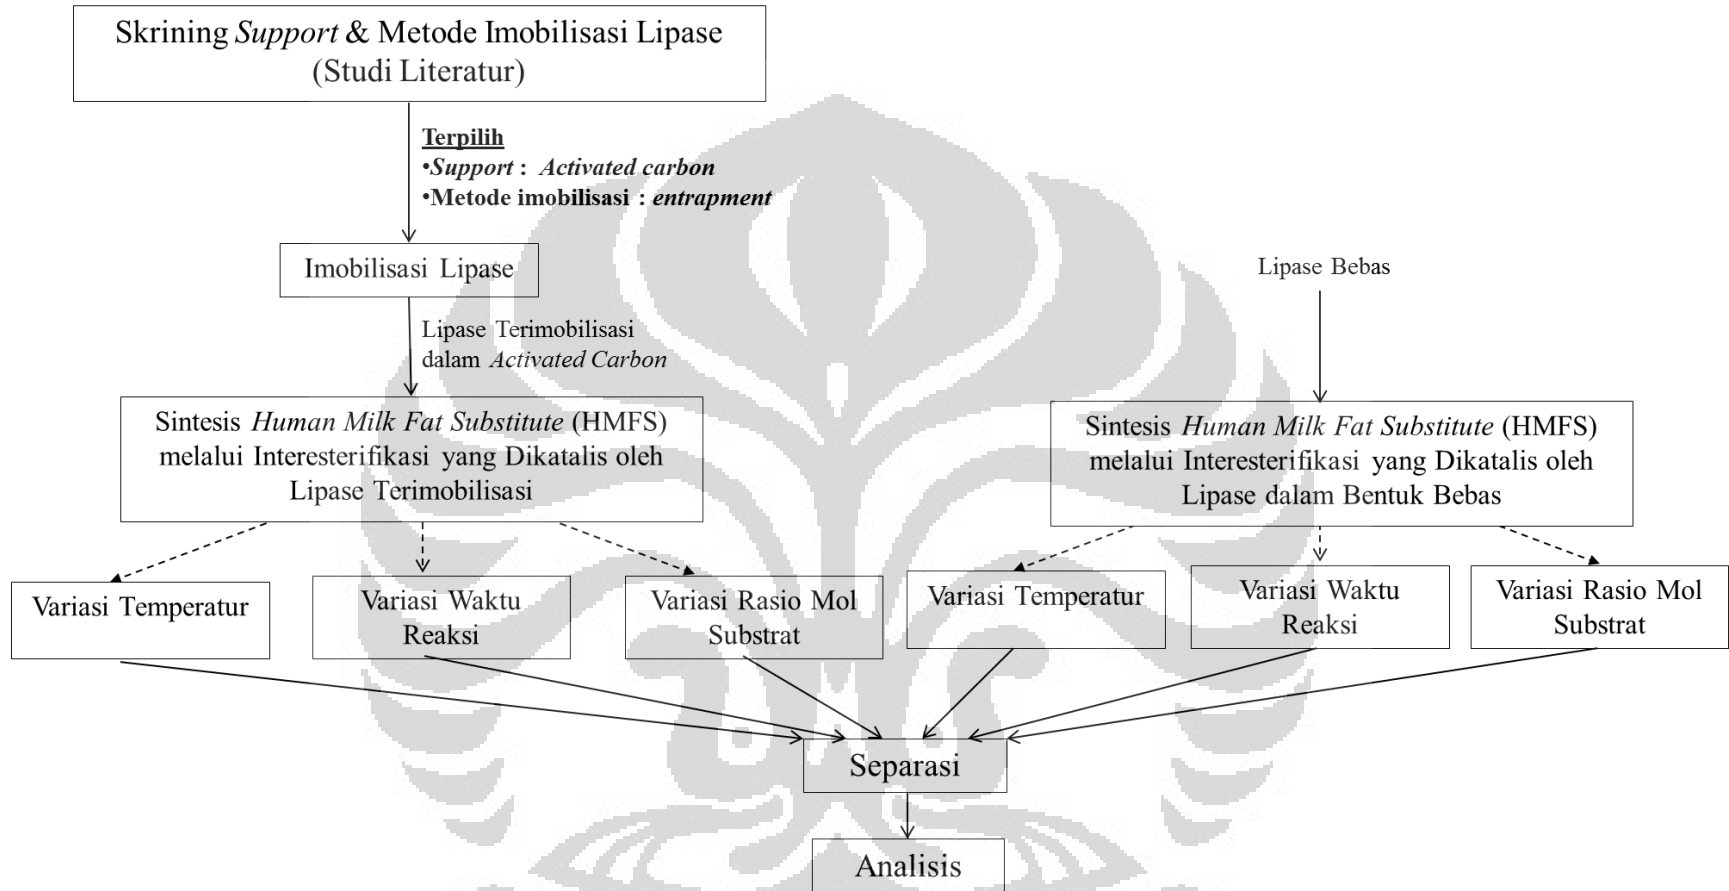 Skrining Support & Metode Imobilisasi Lipase
(Studi Literatur)
Terpilih
•Support : Activated carbon
•Metode imobilisasi : entrapment
Imobilisasi Lipase
Lipase Bebas
Lipase Terimobilisasi
dalam Activated Carbon
Sintesis Human Milk Fat Substitute (HMFS)
melalui Interesterifikasi yang Dikatalis oleh
Lipase Terimobilisasi
Sintesis Human Milk Fat Substitute (HMFS)
melalui Interesterifikasi yang Dikatalis oleh
Lipase dalam Bentuk Bebas
Variasi Temperatur
Variasi Waktu
Reaksi
Variasi Rasio Mol
Substrat
Variasi Temperatur
Variasi Waktu
Reaksi
Variasi Rasio Mol
Substrat
Separasi
Analisis